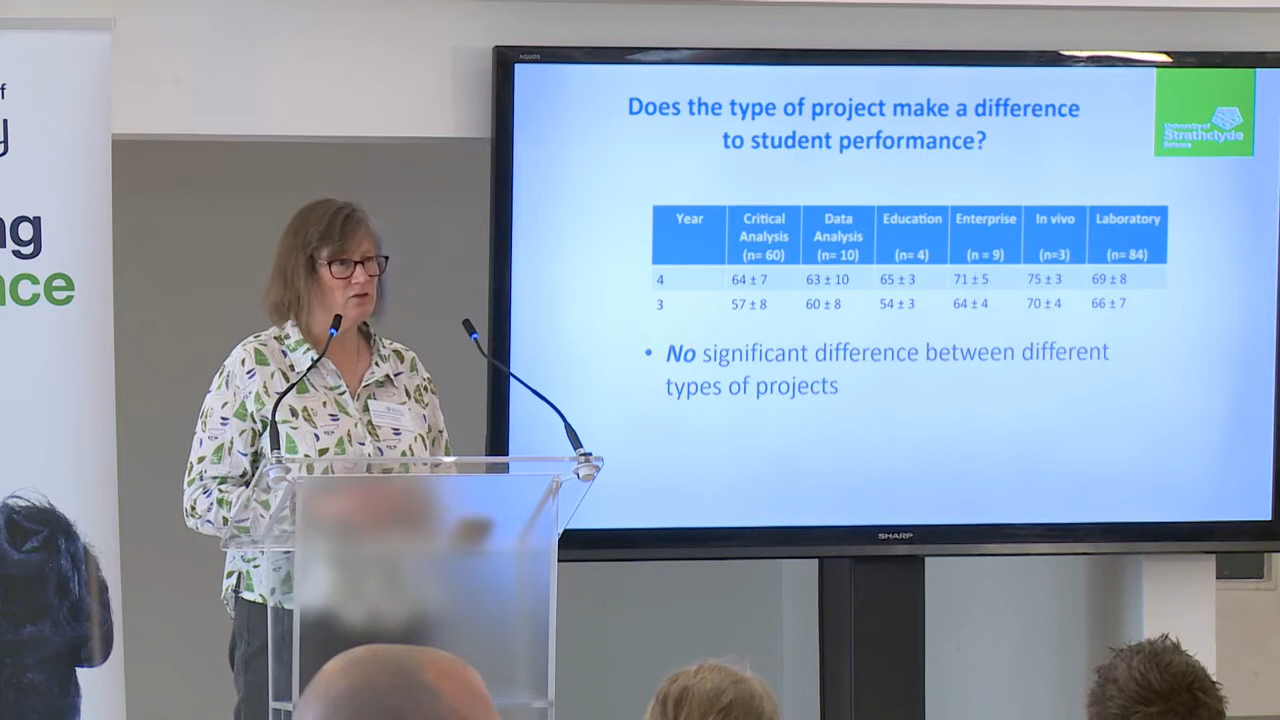 f
y
ng
nce
AQUOS
Does the type of project make a difference
to student performance?
University of
Strathclyde
Science
Year Critical Analysis (n= 60) Data Analysis (n= 10) Education (n= 4) Enterprise (n = 9) In vivo (n=3) Laboratory (n= 84)
4 64 ± 7 63 ± 10 65 ± 3 71 ± 5 75 ± 3 69 ± 8
3 57 ± 8 60 ± 8 54 ± 3 64 ± 4 70 ± 4 66 ± 7
• No significant difference between different
types of projects
SHARP